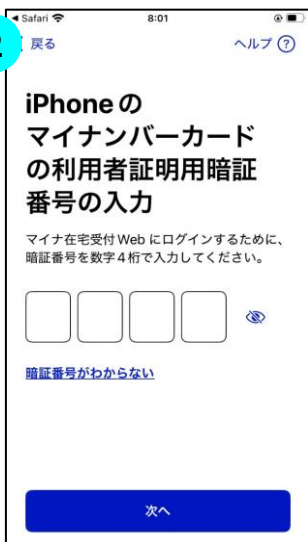 Safari 8:01
2
戻る ヘルプ ?
iPhoneの
マイナンバーカード
の利用者証明用暗証
番号の入力
マイナ在宅受付Web にログインするために、
暗証番号を数字4桁で入力してください。
暗証番号がわからない
次へ